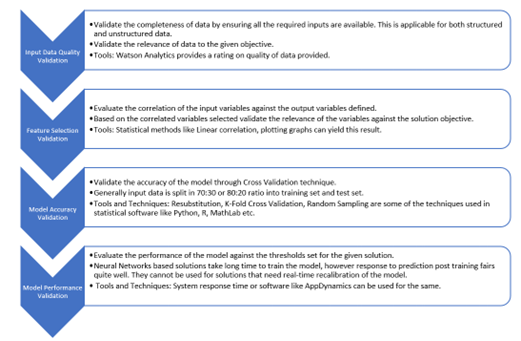 Input Data Quality
Validation
•Validate the completeness of data by ensuring all the required inputs are available. This is applicable for both structured
and unstructured data.
•Validate the relevance of data to the given objective.
•Tools: Watson Analytics provides a rating on quality of data provided.
Feature Selection
Validation
•Evaluate the correlation of the input variables against the output variables defined.
•Based on the correlated variables selected validate the relevance of the variables against the solution objective.
•Tools: Statistical methods like Linear correlation, plotting graphs can yield this result.
Model Accuracy
Validation
•Validate the accuracy of the model through Cross Validation technique.
•Generally input data is split in 70:30 or 80:20 ratio into training set and test set.
•Tools and Techniques: Resubstitution, K-Fold Cross Validation, Random Sampling are some of the techniques used in
statistical software like Python, R, MathLab etc.
Model Performance
Validation
•Evaluate the performance of the model against the thresholds set for the given solution.
•Neural Networks based solutions take long time to train the model, however response to prediction post training fairs
quite well. They cannot be used for solutions that need real-time recalibration of the model.
• Tools and Techniques: System response time or software like AppDynamics can be used for the same.